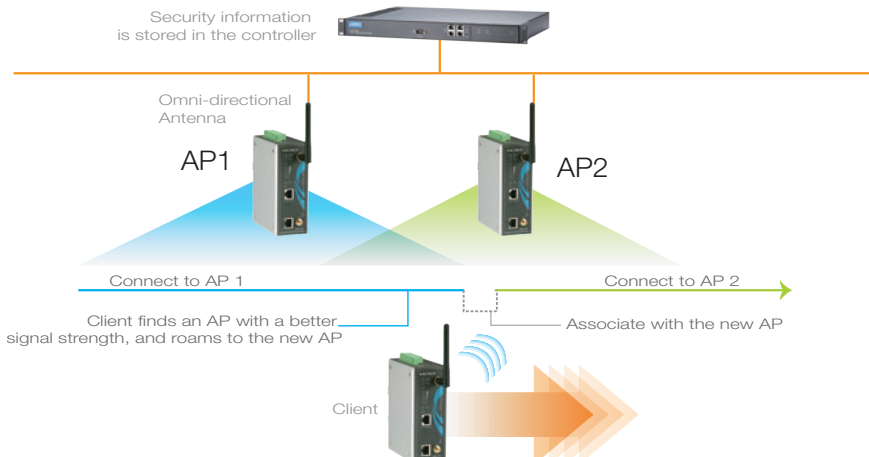 Security information
is stored in the controller
Omni-directional
Antenna
AP1
AP2
Connect to AP 1
Connect to AP 2
Client finds an AP with a better
signal strength, and roams to the new AP
Associate with the new AP
Client